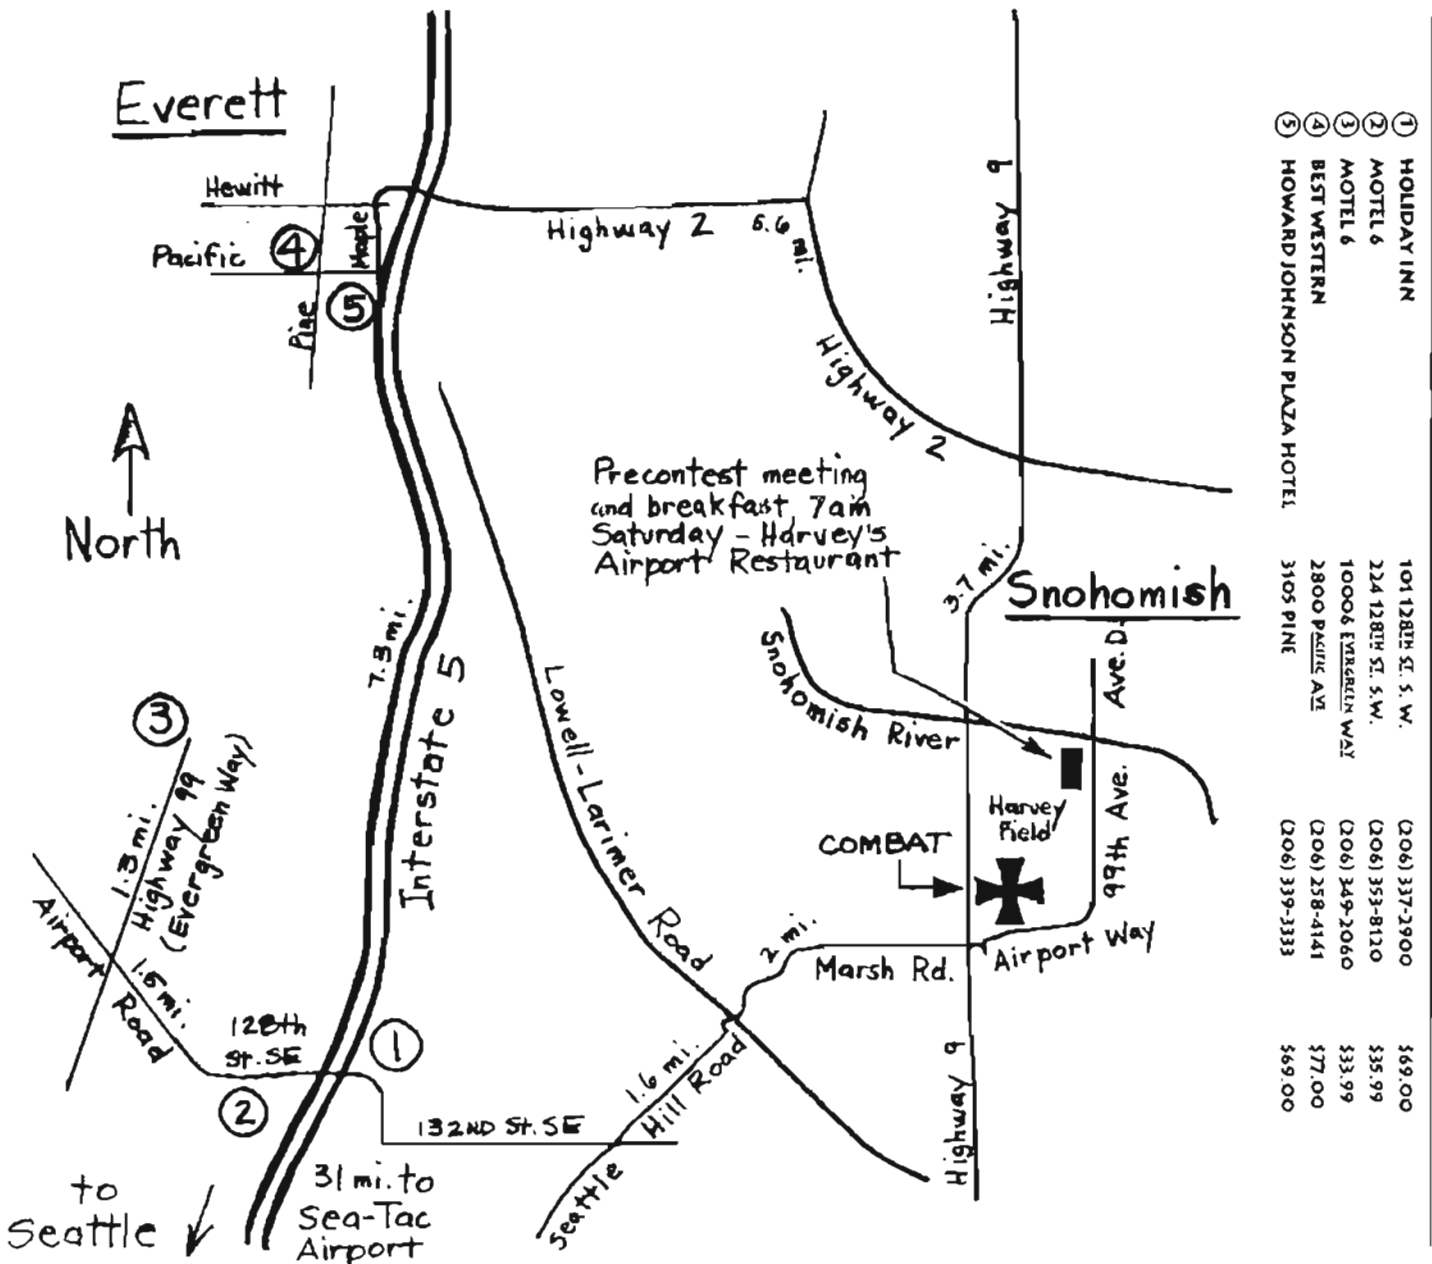 Everett
Hewitt
Pacific
④
Maple
⑤
Pine
Highway 2
Highway 9
Highway 2
North
Precontest meeting
and breakfast, 7am
Saturday - Harvey's
Airport Restaurant
3.7 mi.
Snohomish
Ave. D
Snohomish River
7.3 mi.
Interstate 5
Lowell-Larimer Road
③
1.3 mi.
Highway 99
(Evergreen Way)
Harvey
Field
99th Ave.
COMBAT
Airport Road
1.5 mi.
128th
St. SE
①
②
2 mi.
Marsh Rd.
Airport Way
1.6 mi.
Seattle Hill Road
132ND St. SE
Highway 9
to
Seattle
31 mi. to
Sea-Tac
Airport
① HOLIDAY INN 101 128TH ST. S. W. (206) 337-2900 $69.00
② MOTEL 6 224 128TH ST. S.W. (206) 353-8120 $35.99
③ MOTEL 6 10006 EVERGREEN WAY (206) 349-2060 $33.99
④ BEST WESTERN 2800 PACIFIC AVE (206) 258-4141 $77.00
⑤ HOWARD JOHNSON PLAZA HOTEL 3105 PINE (206) 339-3333 $69.00